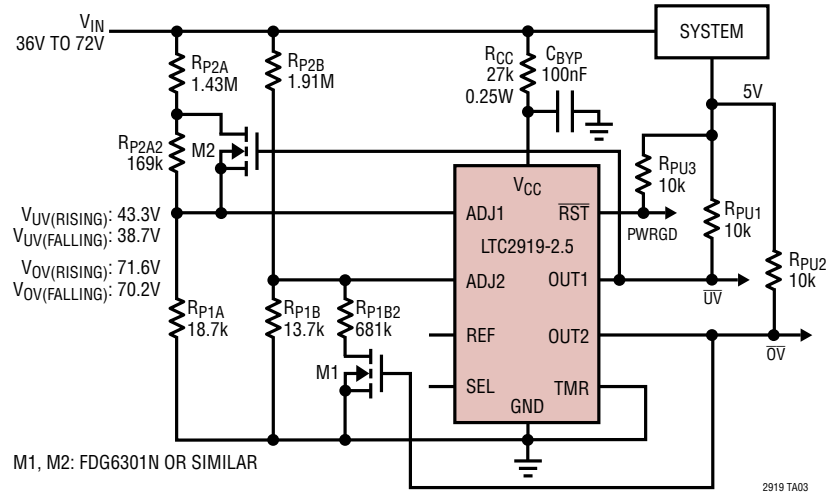 VIN
36V TO 72V
SYSTEM
RP2A
1.43M
RP2B
1.91M
RCC
27k
0.25W
CBYP
100nF
5V
RP2A2
169k
M2
RPU3
10k
VCC
VUV(RISING): 43.3V
VUV(FALLING): 38.7V
VOV(RISING): 71.6V
VOV(FALLING): 70.2V
ADJ1
RST
PWRGD
RPU1
10k
LTC2919-2.5
RPU2
10k
ADJ2
OUT1
UV
RP1A
18.7k
RP1B
13.7k
RP1B2
681k
REF
OUT2
OV
M1
SEL
TMR
GND
M1, M2: FDG6301N OR SIMILAR
2919 TA03